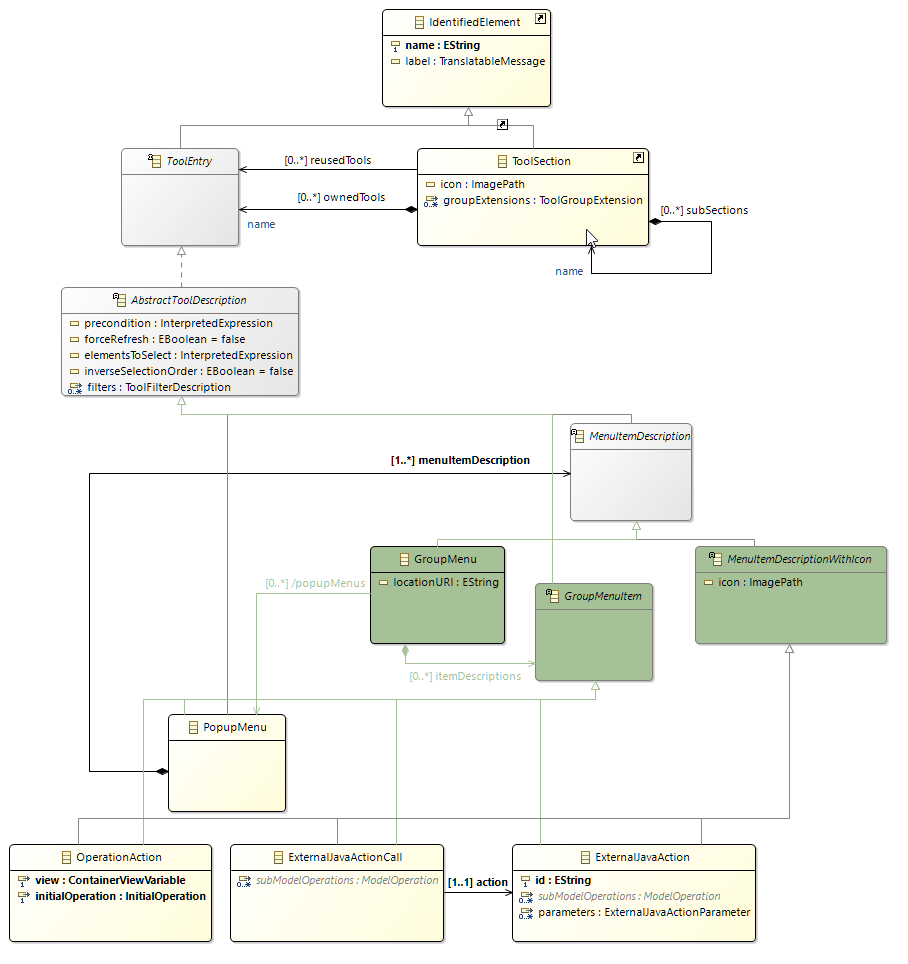 IdentifiedElement
name : EString
label : TranslatableMessage
ToolEntry
[0..*] reusedTools
ToolSection
icon : ImagePath
groupExtensions : ToolGroupExtension
[0..*] ownedTools
name
[0..*] subSections
name
AbstractToolDescription
precondition : InterpretedExpression
forceRefresh : EBoolean = false
elementsToSelect : InterpretedExpression
inverseSelectionOrder : EBoolean = false
filters : ToolFilterDescription
MenuItemDescription
[1..*] menuItemDescription
GroupMenu
locationURI : EString
MenuItemDescriptionWithIcon
icon : ImagePath
[0..*] /popupMenus
GroupMenuItem
[0..*] itemDescriptions
PopupMenu
OperationAction
view : ContainerViewVariable
initialOperation : InitialOperation
ExternalJavaActionCall
subModelOperations : ModelOperation
[1..1] action
ExternalJavaAction
id : EString
subModelOperations : ModelOperation
parameters : ExternalJavaActionParameter